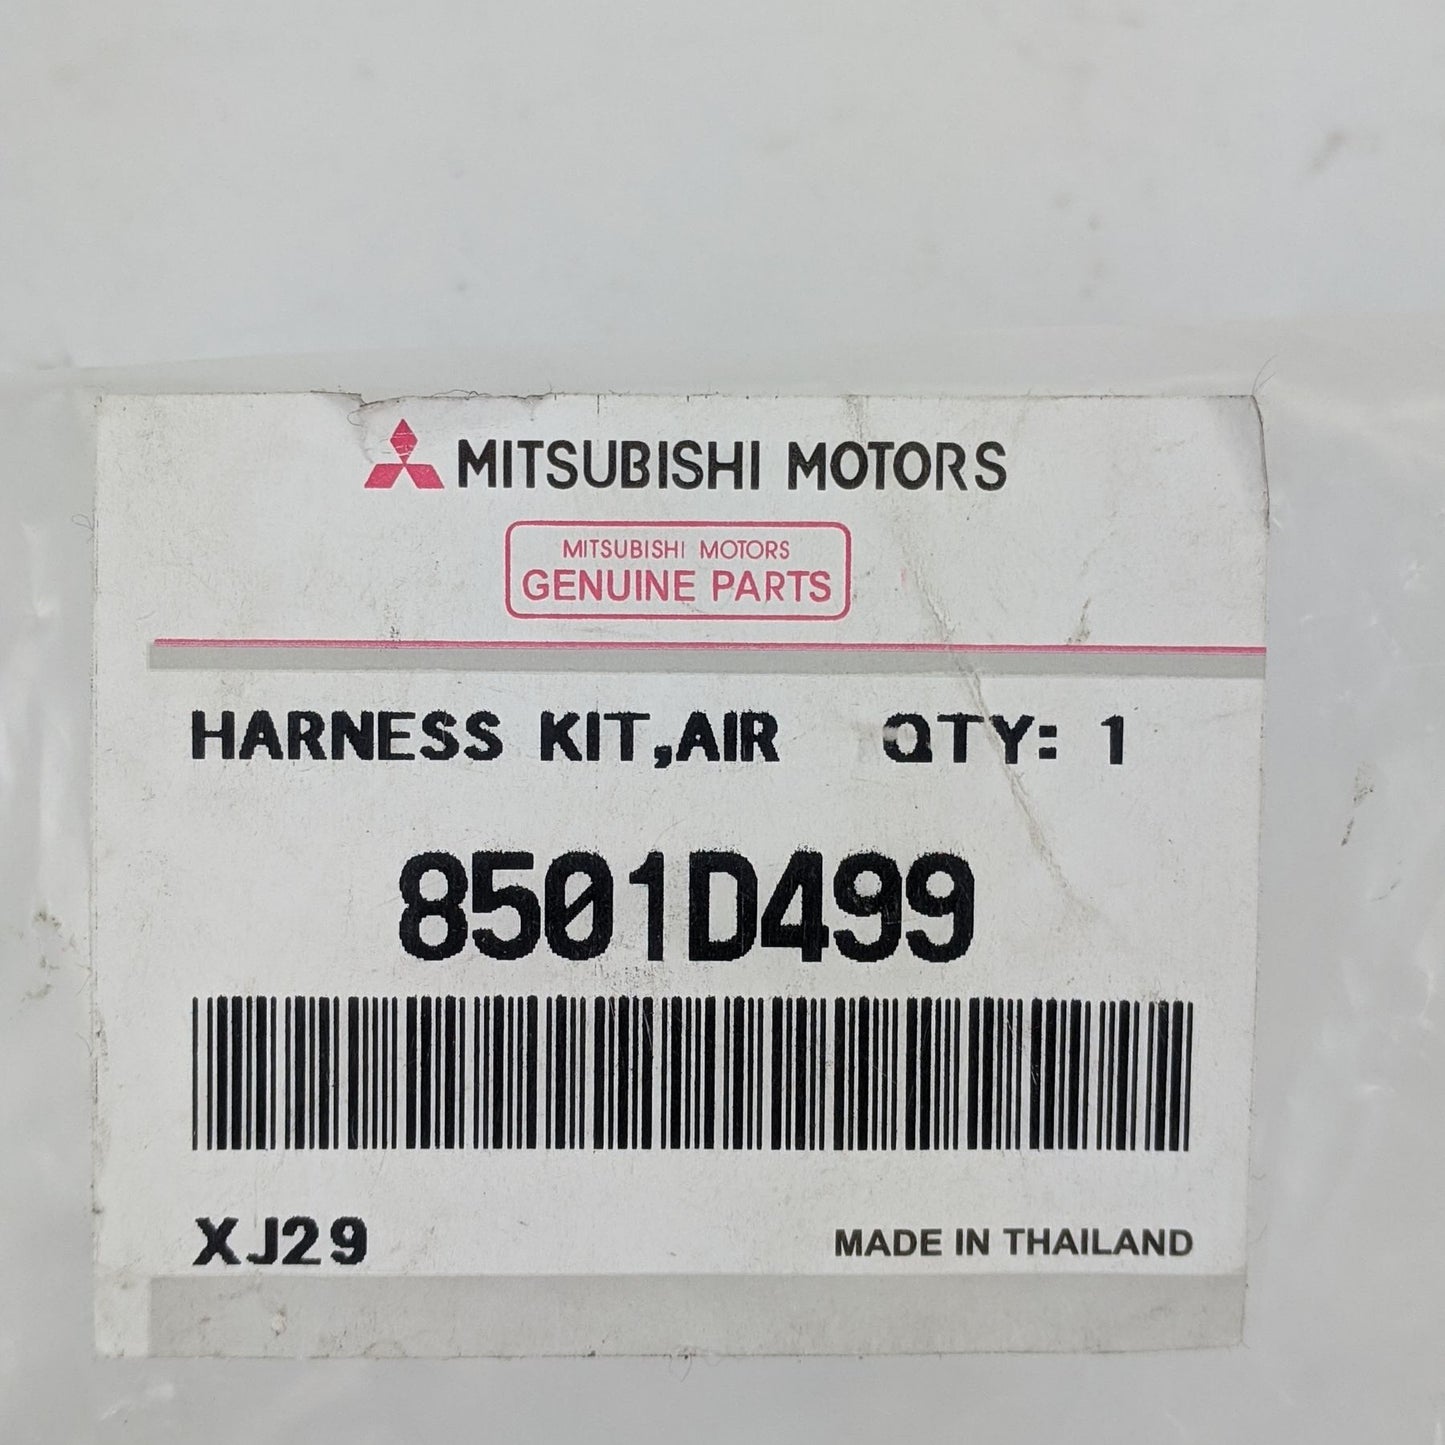 MITSUBISHI MOTORS
MITSUBISHI MOTORS
GENUINE PARTS
HARNESS KIT,AIR QTY: 1
8501D499
XJ29
MADE IN THAILAND